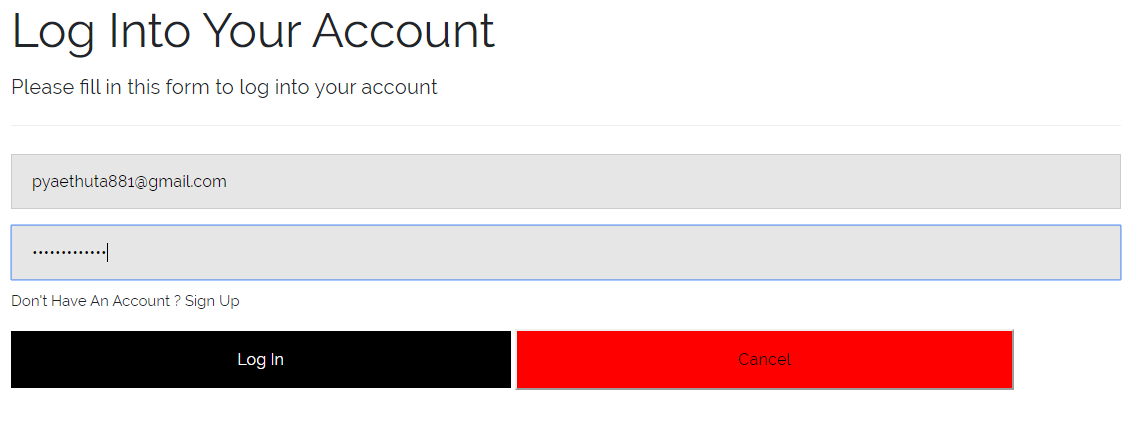 Log Into Your Account
Please fill in this form to log into your account
pyaethuta881@gmail.com
•••••••••••••
Don't Have An Account ? Sign Up
Log In
Cancel